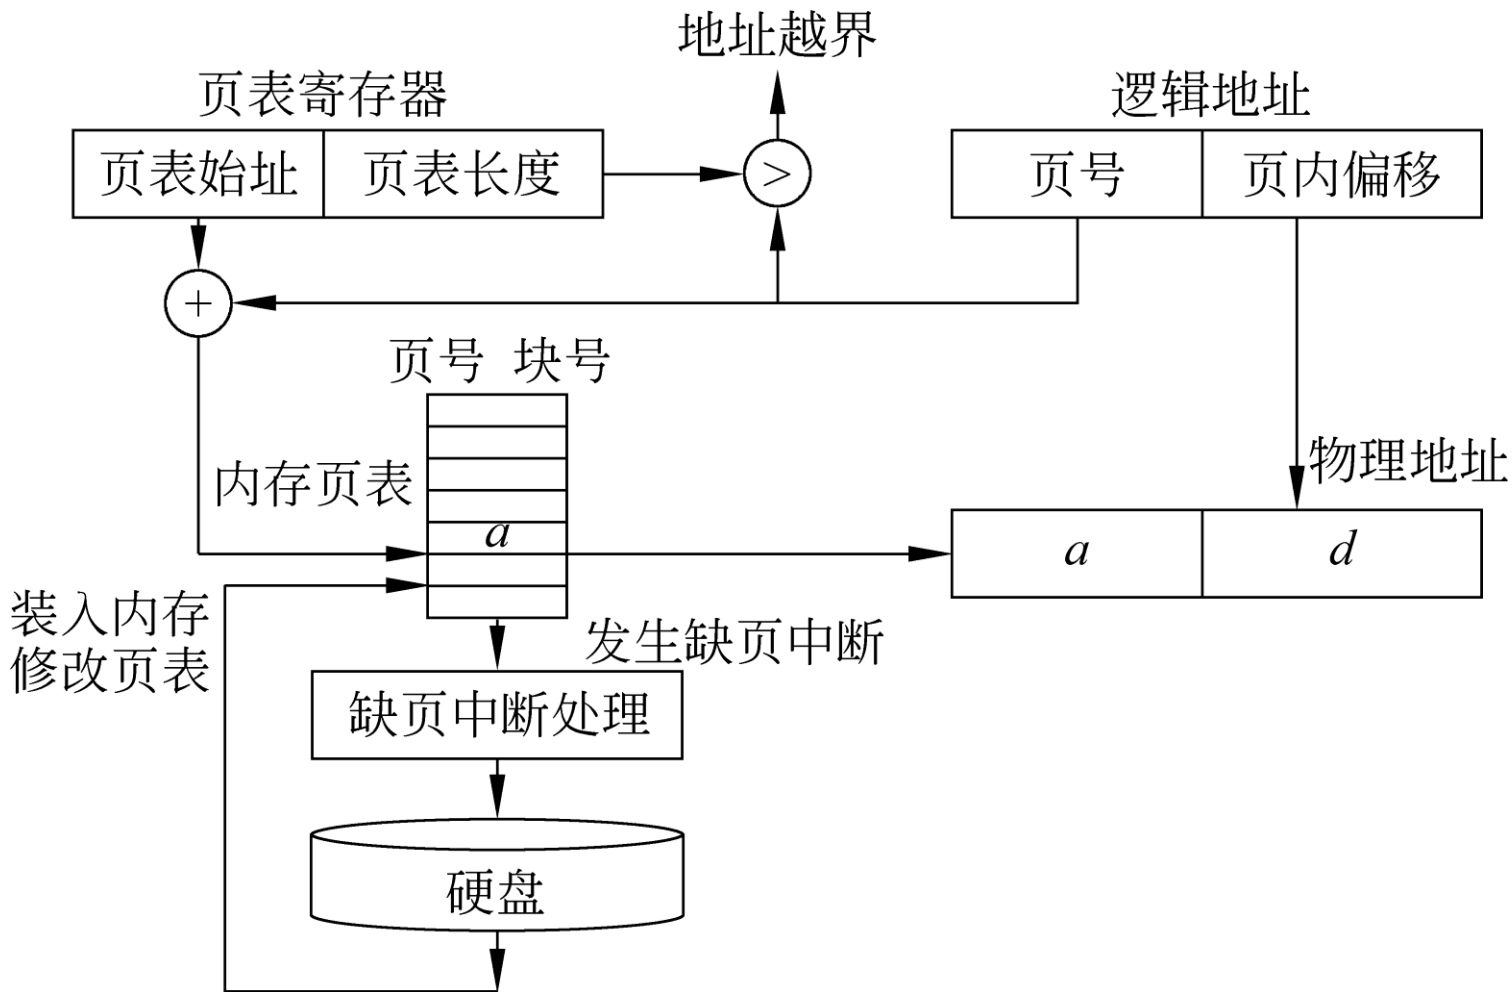 地址越界
页表寄存器
逻辑地址
页表始址 页表长度
>
页号 页内偏移
+
页号 块号
内存页表
a
物理地址
a d
装入内存
修改页表
发生缺页中断
缺页中断处理
硬盘